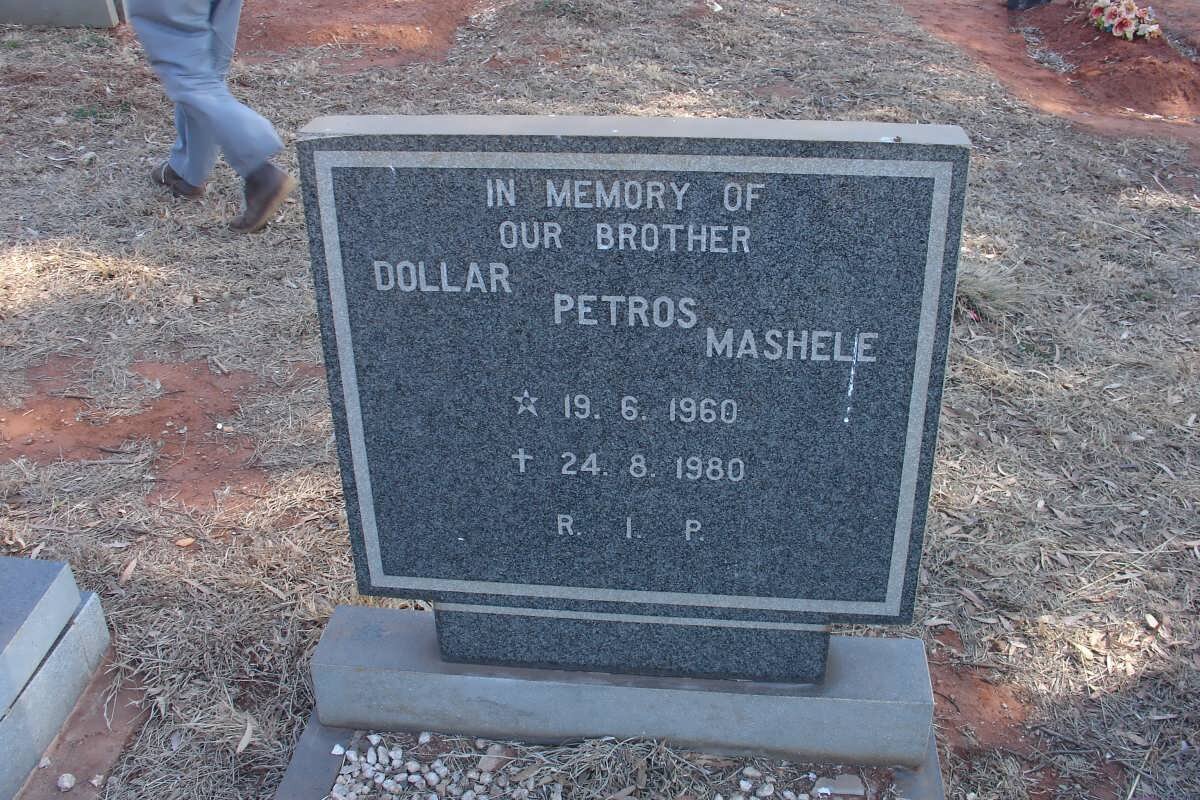 IN MEMORY OF
OUR BROTHER
DOLLAR
PETROS
MASHELE
☆ 19. 6. 1960
✝ 24. 8. 1980
R. I. P.